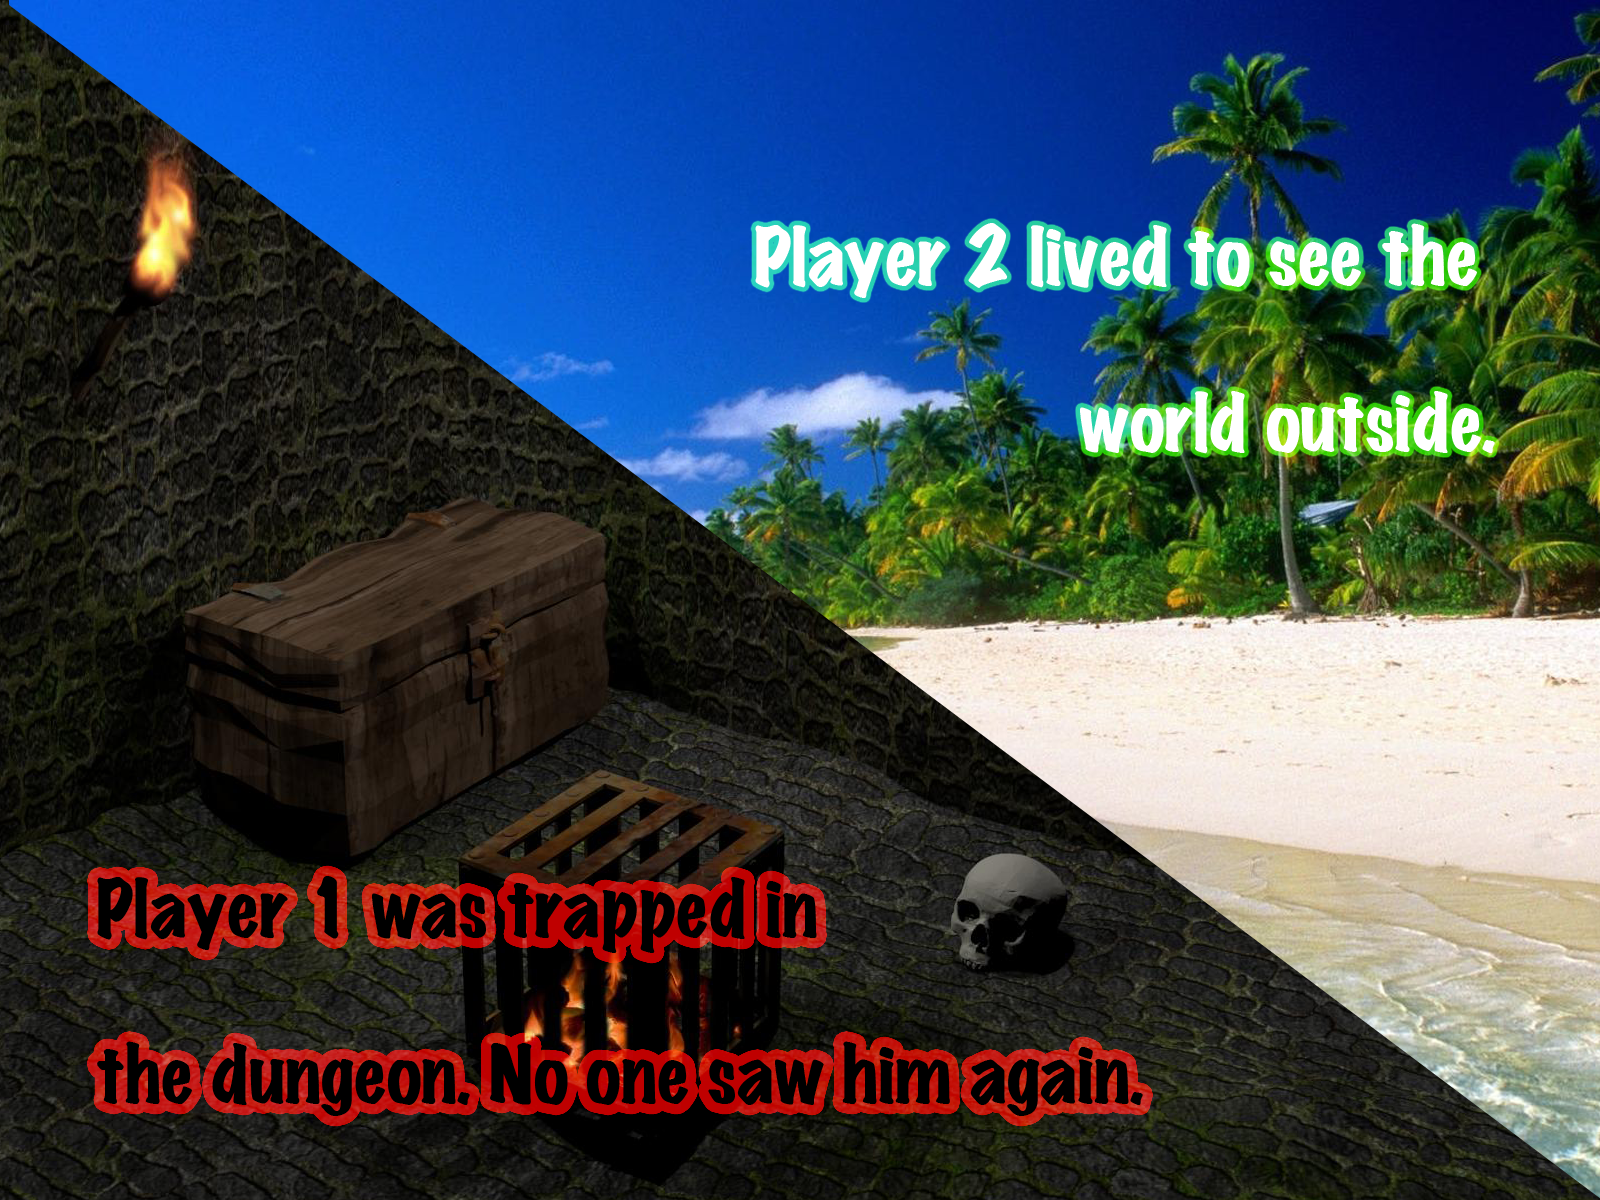 Player 2 lived to see the
world outside.
Player 1 was trapped in
the dungeon. No one saw him again.